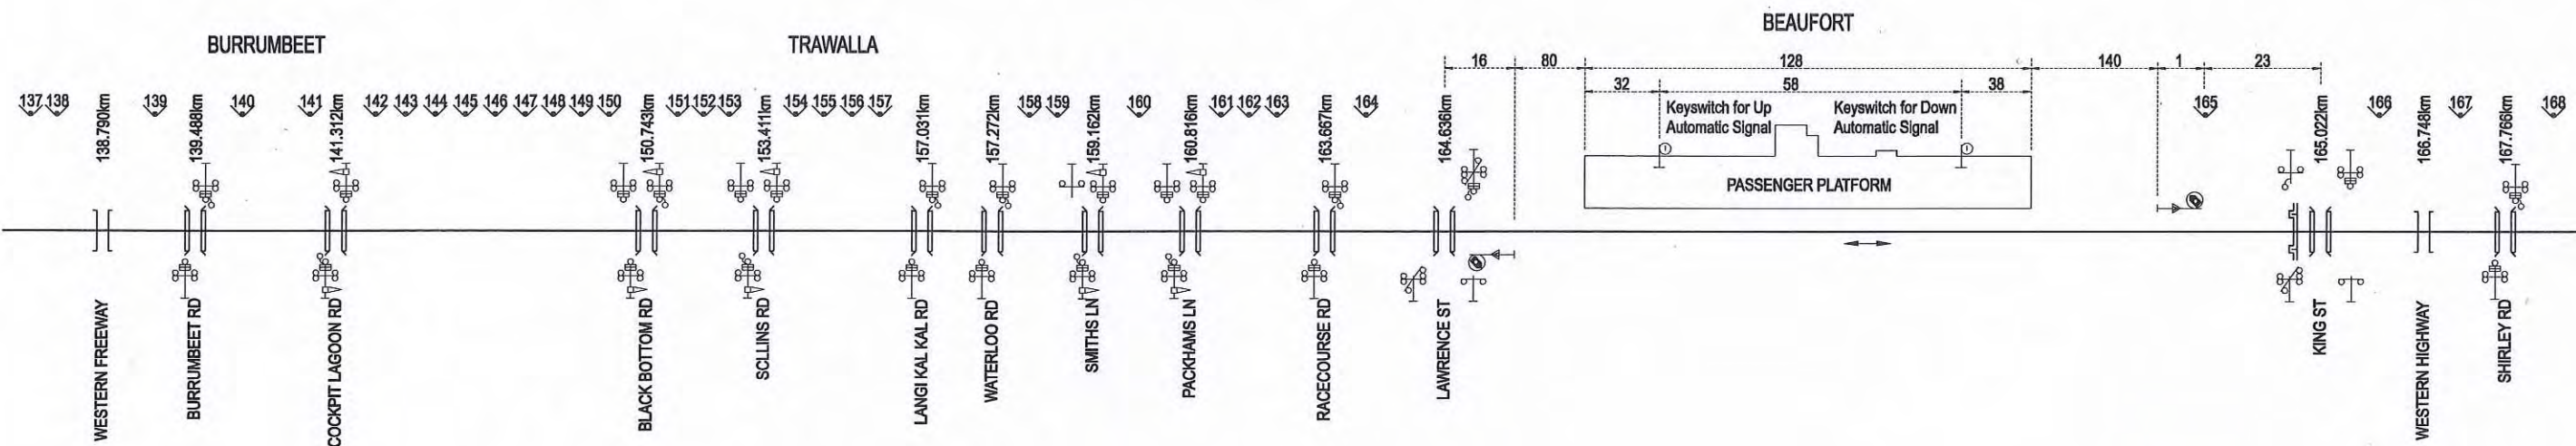 BURRUMBEET
TRAWALLA
BEAUFORT
16
80
128
140
1
23
32
58
38
137
138
138.790km
139
139.488km
140
141
141.312km
142
143
144
145
146
147
148
149
150
150.743km
151
152
153
153.411km
154
155
156
157
157.031km
157.272km
158
159
159.162km
160
160.816km
161
162
163
163.667km
164
164.636km
Keyswitch for Up
Automatic Signal
Keyswitch for Down
Automatic Signal
165
165.022km
166
166.748km
167
167.766km
168
PASSENGER PLATFORM
WESTERN FREEWAY
BURRUMBEET RD
COCKPIT LAGOON RD
BLACK BOTTOM RD
SCLLINS RD
LANGI KAL KAL RD
WATERLOO RD
SMITHS LN
PACKHAMS LN
RACECOURSE RD
LAWRENCE ST
KING ST
WESTERN HIGHWAY
SHIRLEY RD